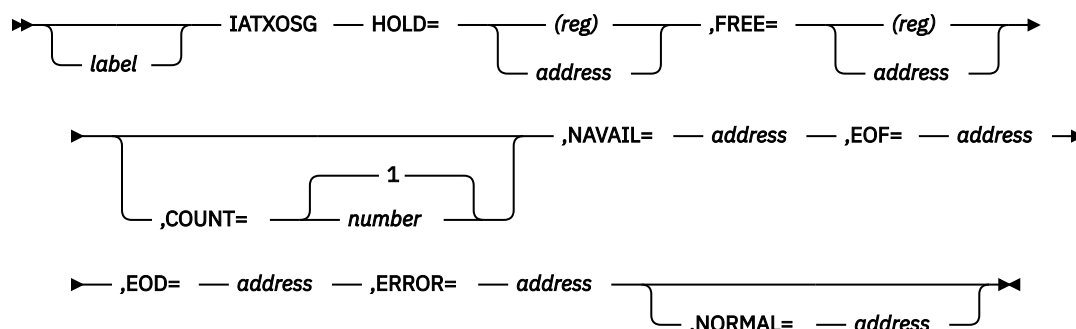 IATXOSG HOLD= (reg) ,FREE= (reg)
label address address
,NAVAIL= address ,EOF= address
1
,COUNT= number
,EOD= address ,ERROR= address
,NORMAL= address